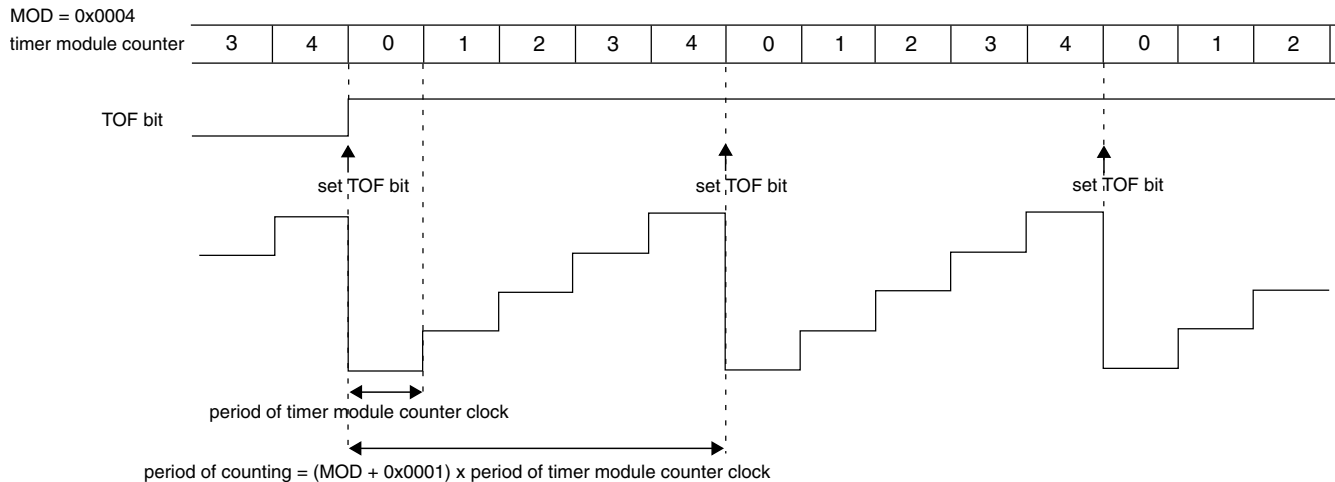 MOD = 0x0004
timer module counter 3 4 0 1 2 3 4 0 1 2 3 4 0 1 2
TOF bit
set TOF bit set TOF bit set TOF bit
period of timer module counter clock
period of counting = (MOD + 0x0001) x period of timer module counter clock